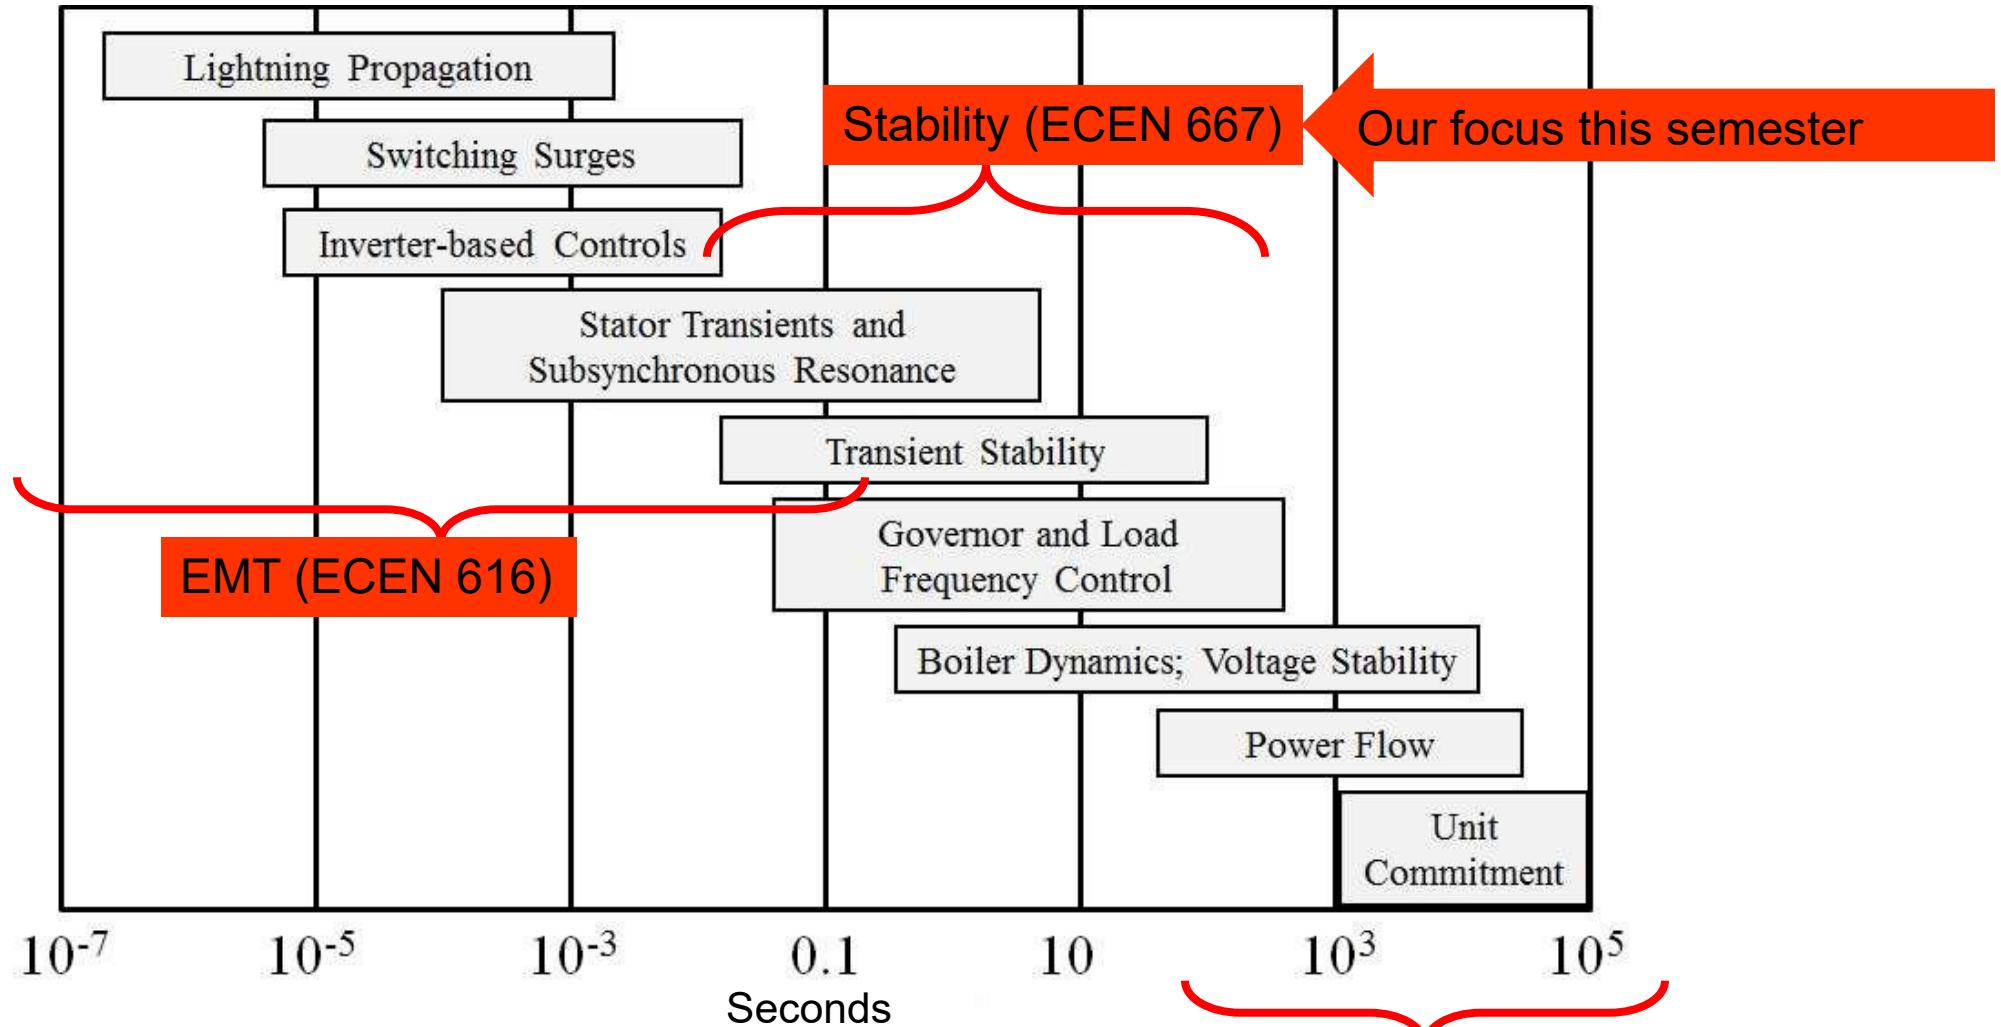 Lightning Propagation
Stability (ECEN 667)
Our focus this semester
Switching Surges
Inverter-based Controls
Stator Transients and
Subsynchronous Resonance
Transient Stability
EMT (ECEN 616)
Governor and Load
Frequency Control
Boiler Dynamics; Voltage Stability
Power Flow
Unit
Commitment
10⁻⁷ 10⁻⁵ 10⁻³ 0.1 10 10³ 10⁵
Seconds